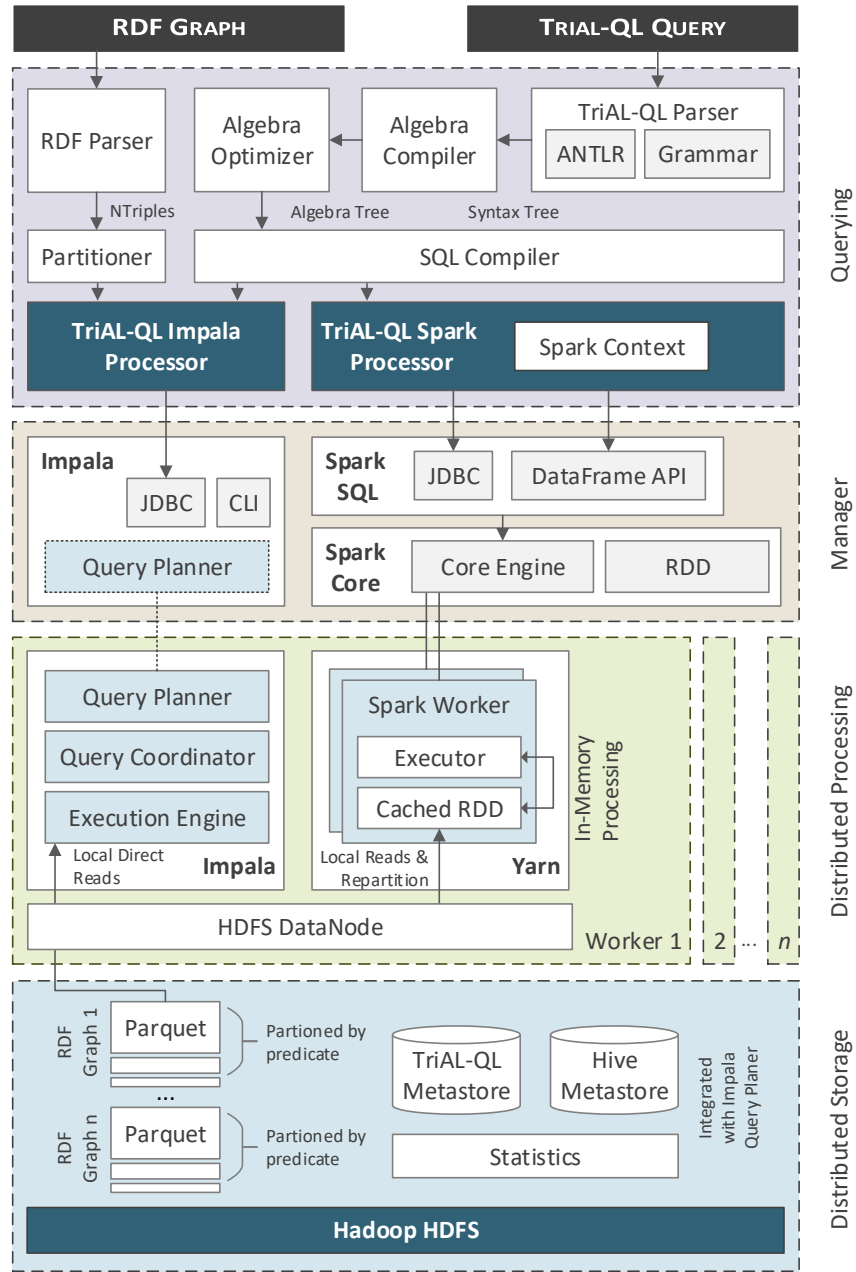 RDF GRAPH
TRIAL-QL QUERY
RDF Parser
Algebra
Optimizer
Algebra
Compiler
TriAL-QL Parser
ANTLR
Grammar
NTriples
Algebra Tree
Syntax Tree
Partitioner
SQL Compiler
TriAL-QL Impala
Processor
TriAL-QL Spark
Processor
Spark Context
Querying
Impala
JDBC
CLI
Query Planner
Spark
SQL
JDBC
DataFrame API
Spark
Core
Core Engine
RDD
Manager
Query Planner
Query Coordinator
Execution Engine
Local Direct
Reads
Impala
Spark Worker
Executor
Cached RDD
Local Reads &
Repartition
Yarn
In-Memory
Processing
HDFS DataNode
Worker 1
2
...
n
Distributed Processing
RDF
Graph 1
Parquet
Partioned by
predicate
...
RDF
Graph n
Parquet
Partioned by
predicate
TriAL-QL
Metastore
Hive
Metastore
Statistics
Integrated
with Impala
Query Planer
Hadoop HDFS
Distributed Storage